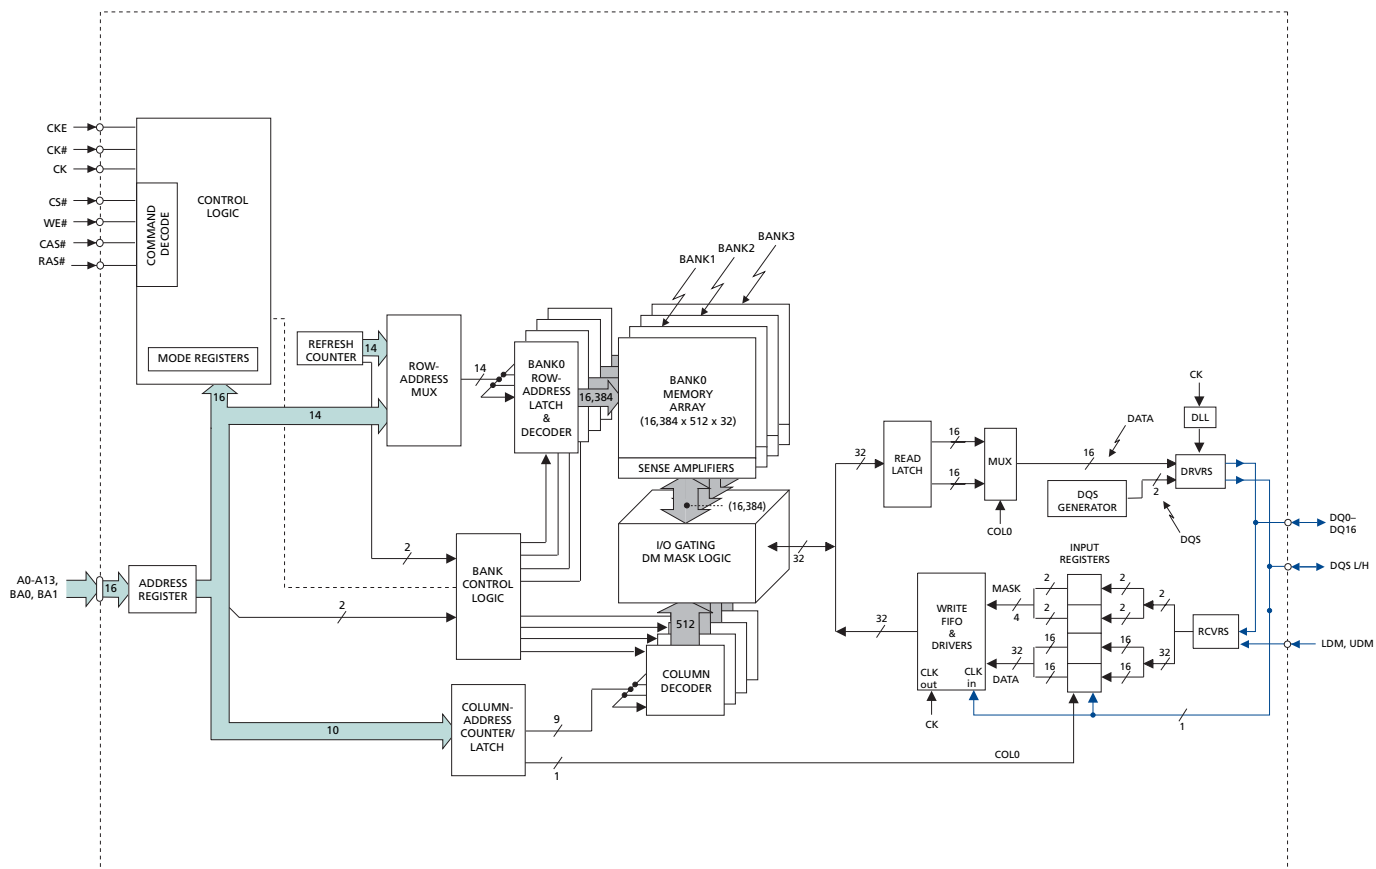 CKE
CK#
CK
CS#
WE#
CAS#
RAS#
COMMAND
DECODE
CONTROL
LOGIC
MODE REGISTERS
A0-A13,
BA0, BA1
16
ADDRESS
REGISTER
16
14
10
2
REFRESH
COUNTER
14
2
ROW-
ADDRESS
MUX
14
BANK
CONTROL
LOGIC
COLUMN-
ADDRESS
COUNTER/
LATCH
9
1
BANK0
ROW-
ADDRESS
LATCH
&
DECODER
16,384
BANK1
BANK2
BANK3
BANK0
MEMORY
ARRAY
(16,384 x 512 x 32)
SENSE AMPLIFIERS
(16,384)
I/O GATING
DM MASK LOGIC
512
COLUMN
DECODER
32
32
READ
LATCH
16
16
MUX
COL0
16
DATA
DQS
GENERATOR
2
DQS
CK
DLL
DRVRS
DQ0–
DQ16
DQS L/H
LDM, UDM
RCVRS
INPUT
REGISTERS
2
2
2
2
2
16
16
16
16
32
MASK
4
32
DATA
WRITE
FIFO
&
DRIVERS
CLK
out
CLK
in
CK
32
1
COL0